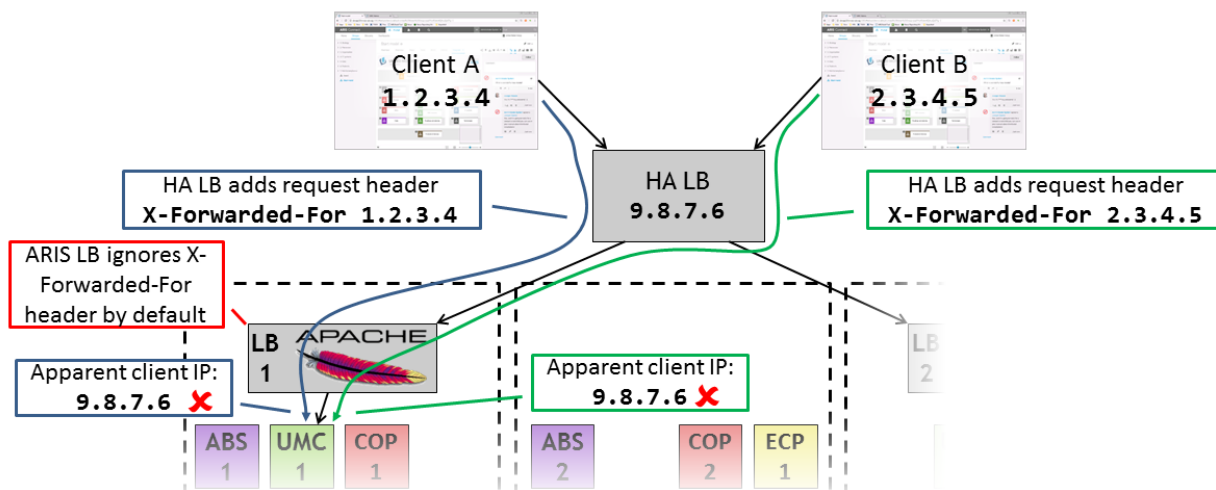 Client A
1.2.3.4
Client B
2.3.4.5
HA LB
9.8.7.6
HA LB adds request header
X-Forwarded-For 1.2.3.4
HA LB adds request header
X-Forwarded-For 2.3.4.5
ARIS LB ignores X-
Forwarded-For
header by default
LB
1
APACHE
LB
2
Apparent client IP:
9.8.7.6
Apparent client IP:
9.8.7.6
ABS
1
UMC
1
COP
1
ABS
2
COP
2
ECP
1